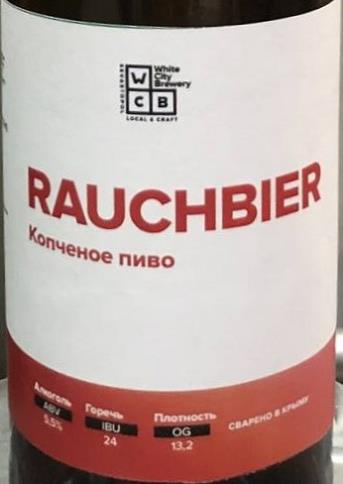 White
City
Brewery
W
C B
СЕВАСТОПОЛЬ
LOCAL & CRAFT
RAUCHBIER
Копченое пиво
Алкоголь Горечь Плотность
ABV IBU OG
5,5% 24 13,2
СВАРЕНО В КРЫМУ